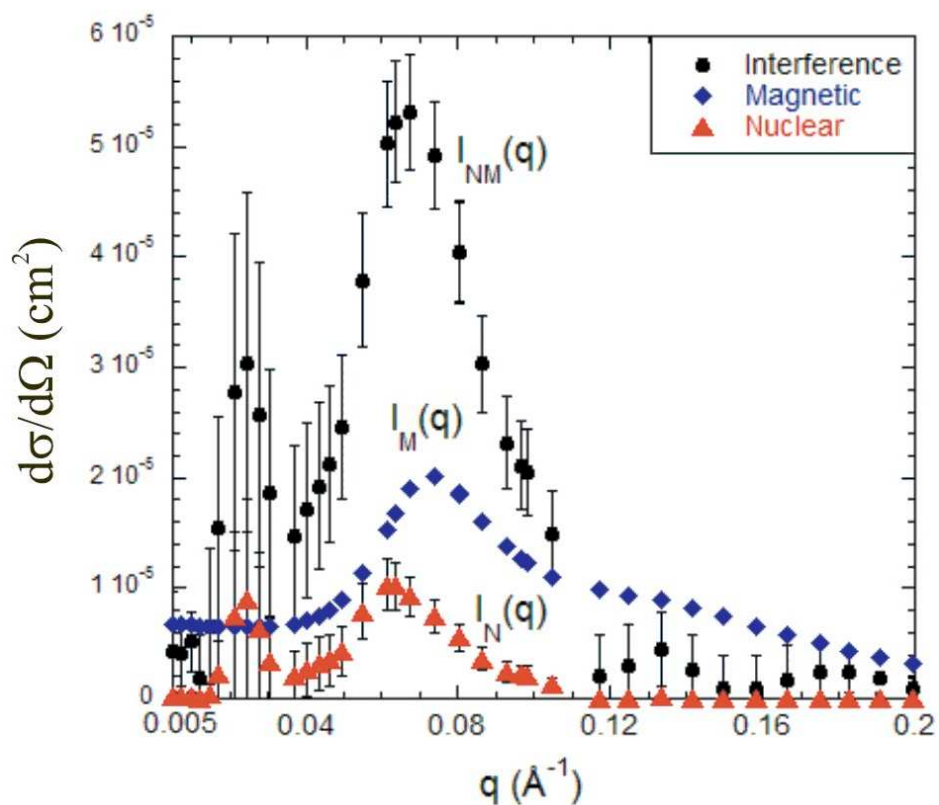 6 10⁻⁵
5 10⁻⁵
4 10⁻⁵
3 10⁻⁵
2 10⁻⁵
1 10⁻⁵
0
dσ/dΩ (cm²)
Interference
Magnetic
Nuclear
I_NM(q)
I_M(q)
I_N(q)
0.005 0.04 0.08 0.12 0.16 0.2
q (Å⁻¹)